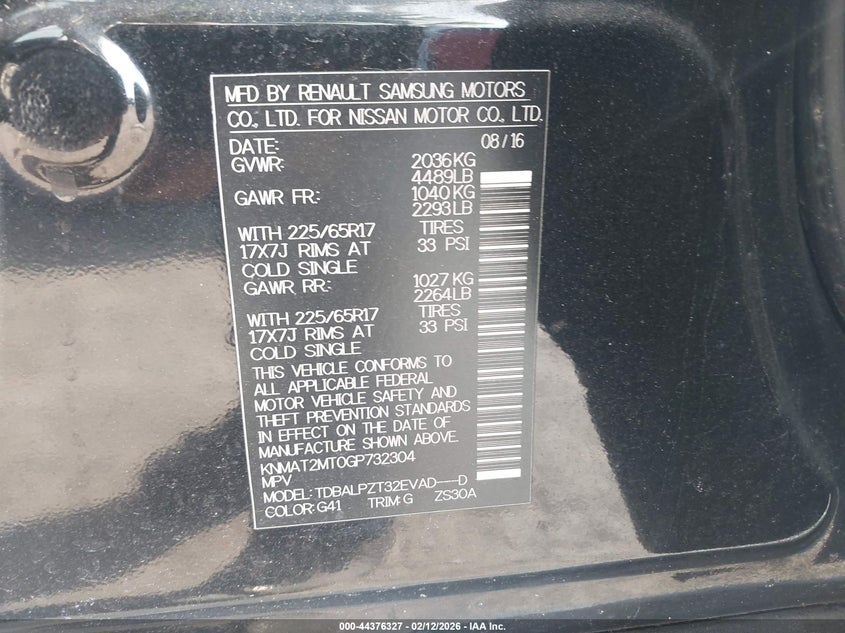 MFD BY RENAULT SAMSUNG MOTORS
CO., LTD. FOR NISSAN MOTOR CO., LTD.
DATE: 08/16
GVWR: 2036KG
4489LB
GAWR FR: 1040KG
2293LB
WITH 225/65R17 TIRES
17X7J RIMS AT 33 PSI
COLD SINGLE
GAWR RR: 1027KG
2264LB
WITH 225/65R17 TIRES
17X7J RIMS AT 33 PSI
COLD SINGLE
THIS VEHICLE CONFORMS TO
ALL APPLICABLE FEDERAL
MOTOR VEHICLE SAFETY AND
THEFT PREVENTION STANDARDS
IN EFFECT ON THE DATE OF
MANUFACTURE SHOWN ABOVE.
KNMAT2MT0GP732304
MPV
MODEL: TDBALPZT32EVAD---D
COLOR: G41 TRIM: G ZS30A
000-44376327 - 02/12/2026 - IAA Inc.